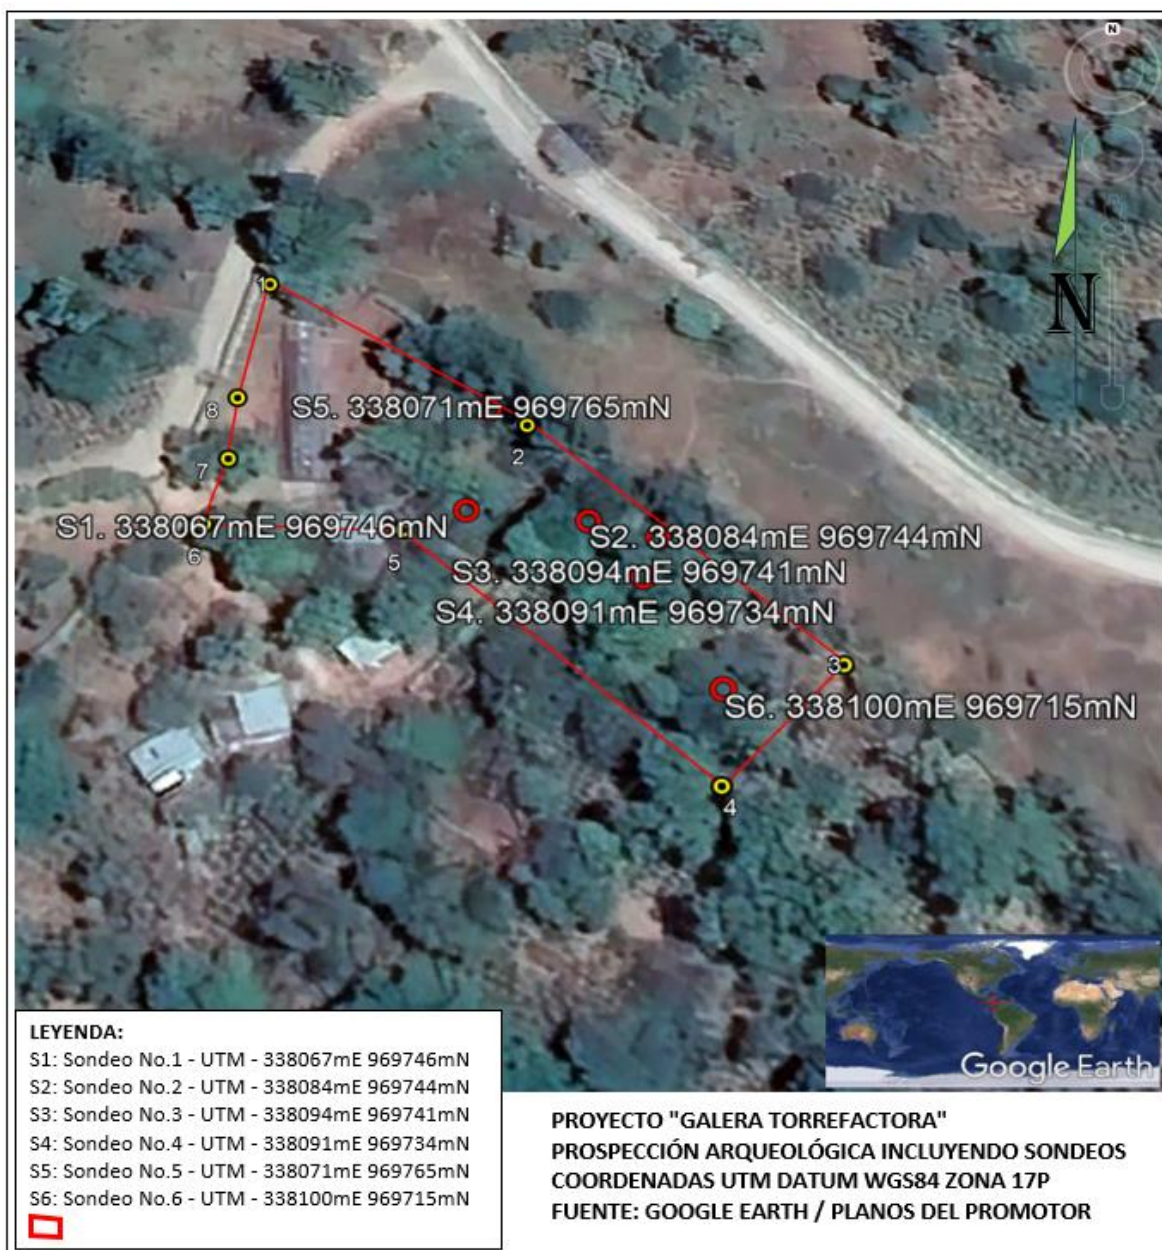 N
1
N
8
S5. 338071mE 969765mN
2
7
S1. 338067mE 969746mN
S2. 338084mE 969744mN
6
5
S3. 338094mE 969741mN
S4. 338091mE 969734mN
3
S6. 338100mE 969715mN
4
Google Earth
LEYENDA:
S1: Sondeo No.1 - UTM - 338067mE 969746mN
S2: Sondeo No.2 - UTM - 338084mE 969744mN
S3: Sondeo No.3 - UTM - 338094mE 969741mN
S4: Sondeo No.4 - UTM - 338091mE 969734mN
S5: Sondeo No.5 - UTM - 338071mE 969765mN
S6: Sondeo No.6 - UTM - 338100mE 969715mN
PROYECTO "GALERA TORREFACTORA"
PROSPECCIÓN ARQUEOLÓGICA INCLUYENDO SONDEOS
COORDENADAS UTM DATUM WGS84 ZONA 17P
FUENTE: GOOGLE EARTH / PLANOS DEL PROMOTOR